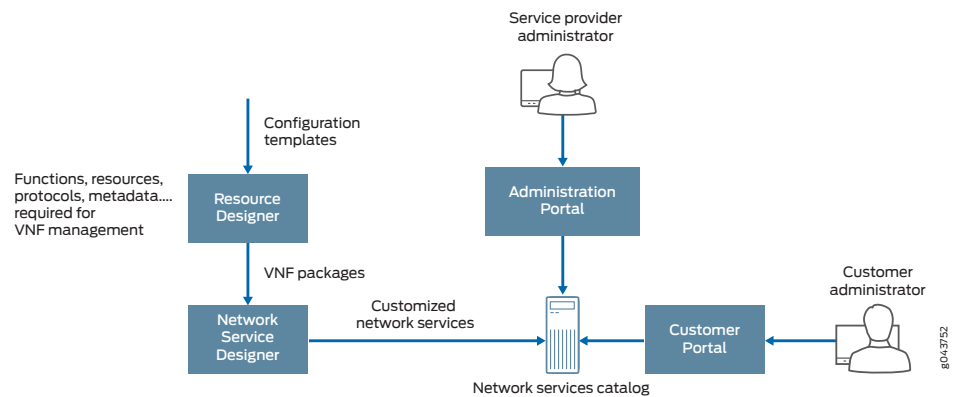 Service provider
administrator
Configuration
templates
Functions, resources,
protocols, metadata....
required for
VNF management
Resource
Designer
Administration
Portal
VNF packages
Customer
administrator
Customized
network services
Network
Service
Designer
Customer
Portal
Network services catalog
g043752